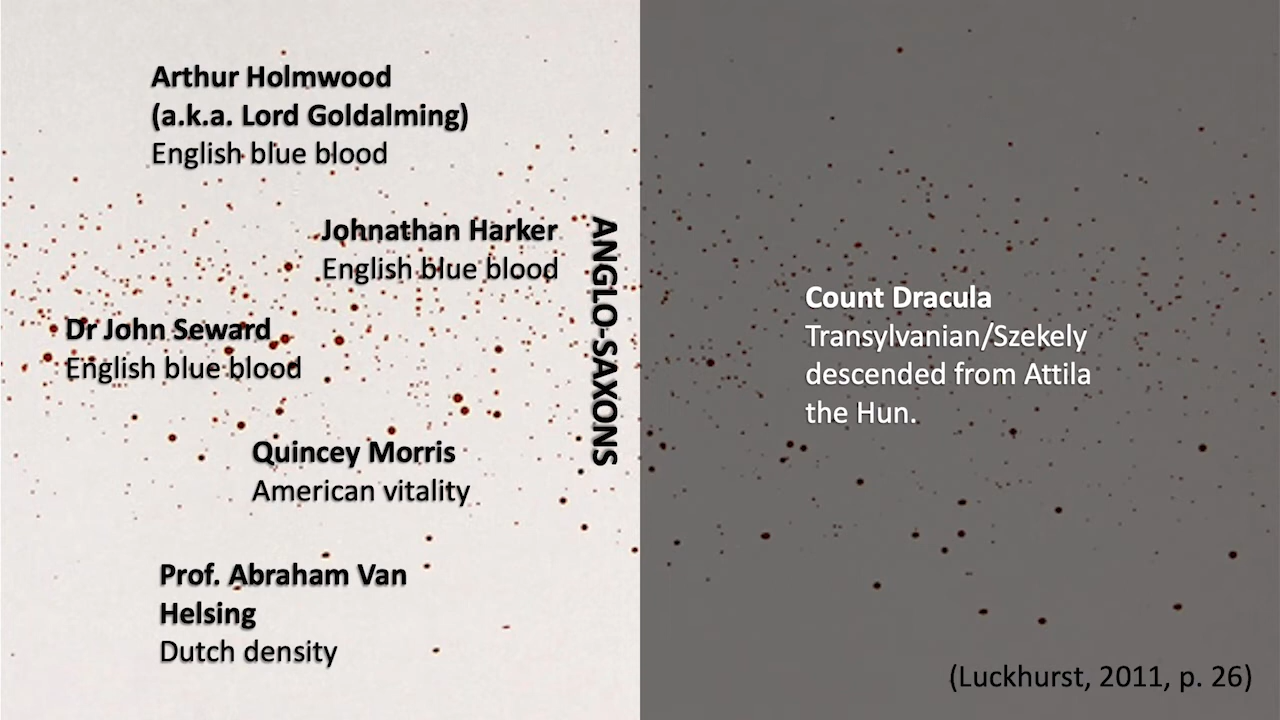 Arthur Holmwood
(a.k.a. Lord Goldalming)
English blue blood
Johnathan Harker
English blue blood
Dr John Seward
English blue blood
Quincey Morris
American vitality
Prof. Abraham Van
Helsing
Dutch density
ANGLO-SAXONS
Count Dracula
Transylvanian/Szekely
descended from Attila
the Hun.
(Luckhurst, 2011, p. 26)